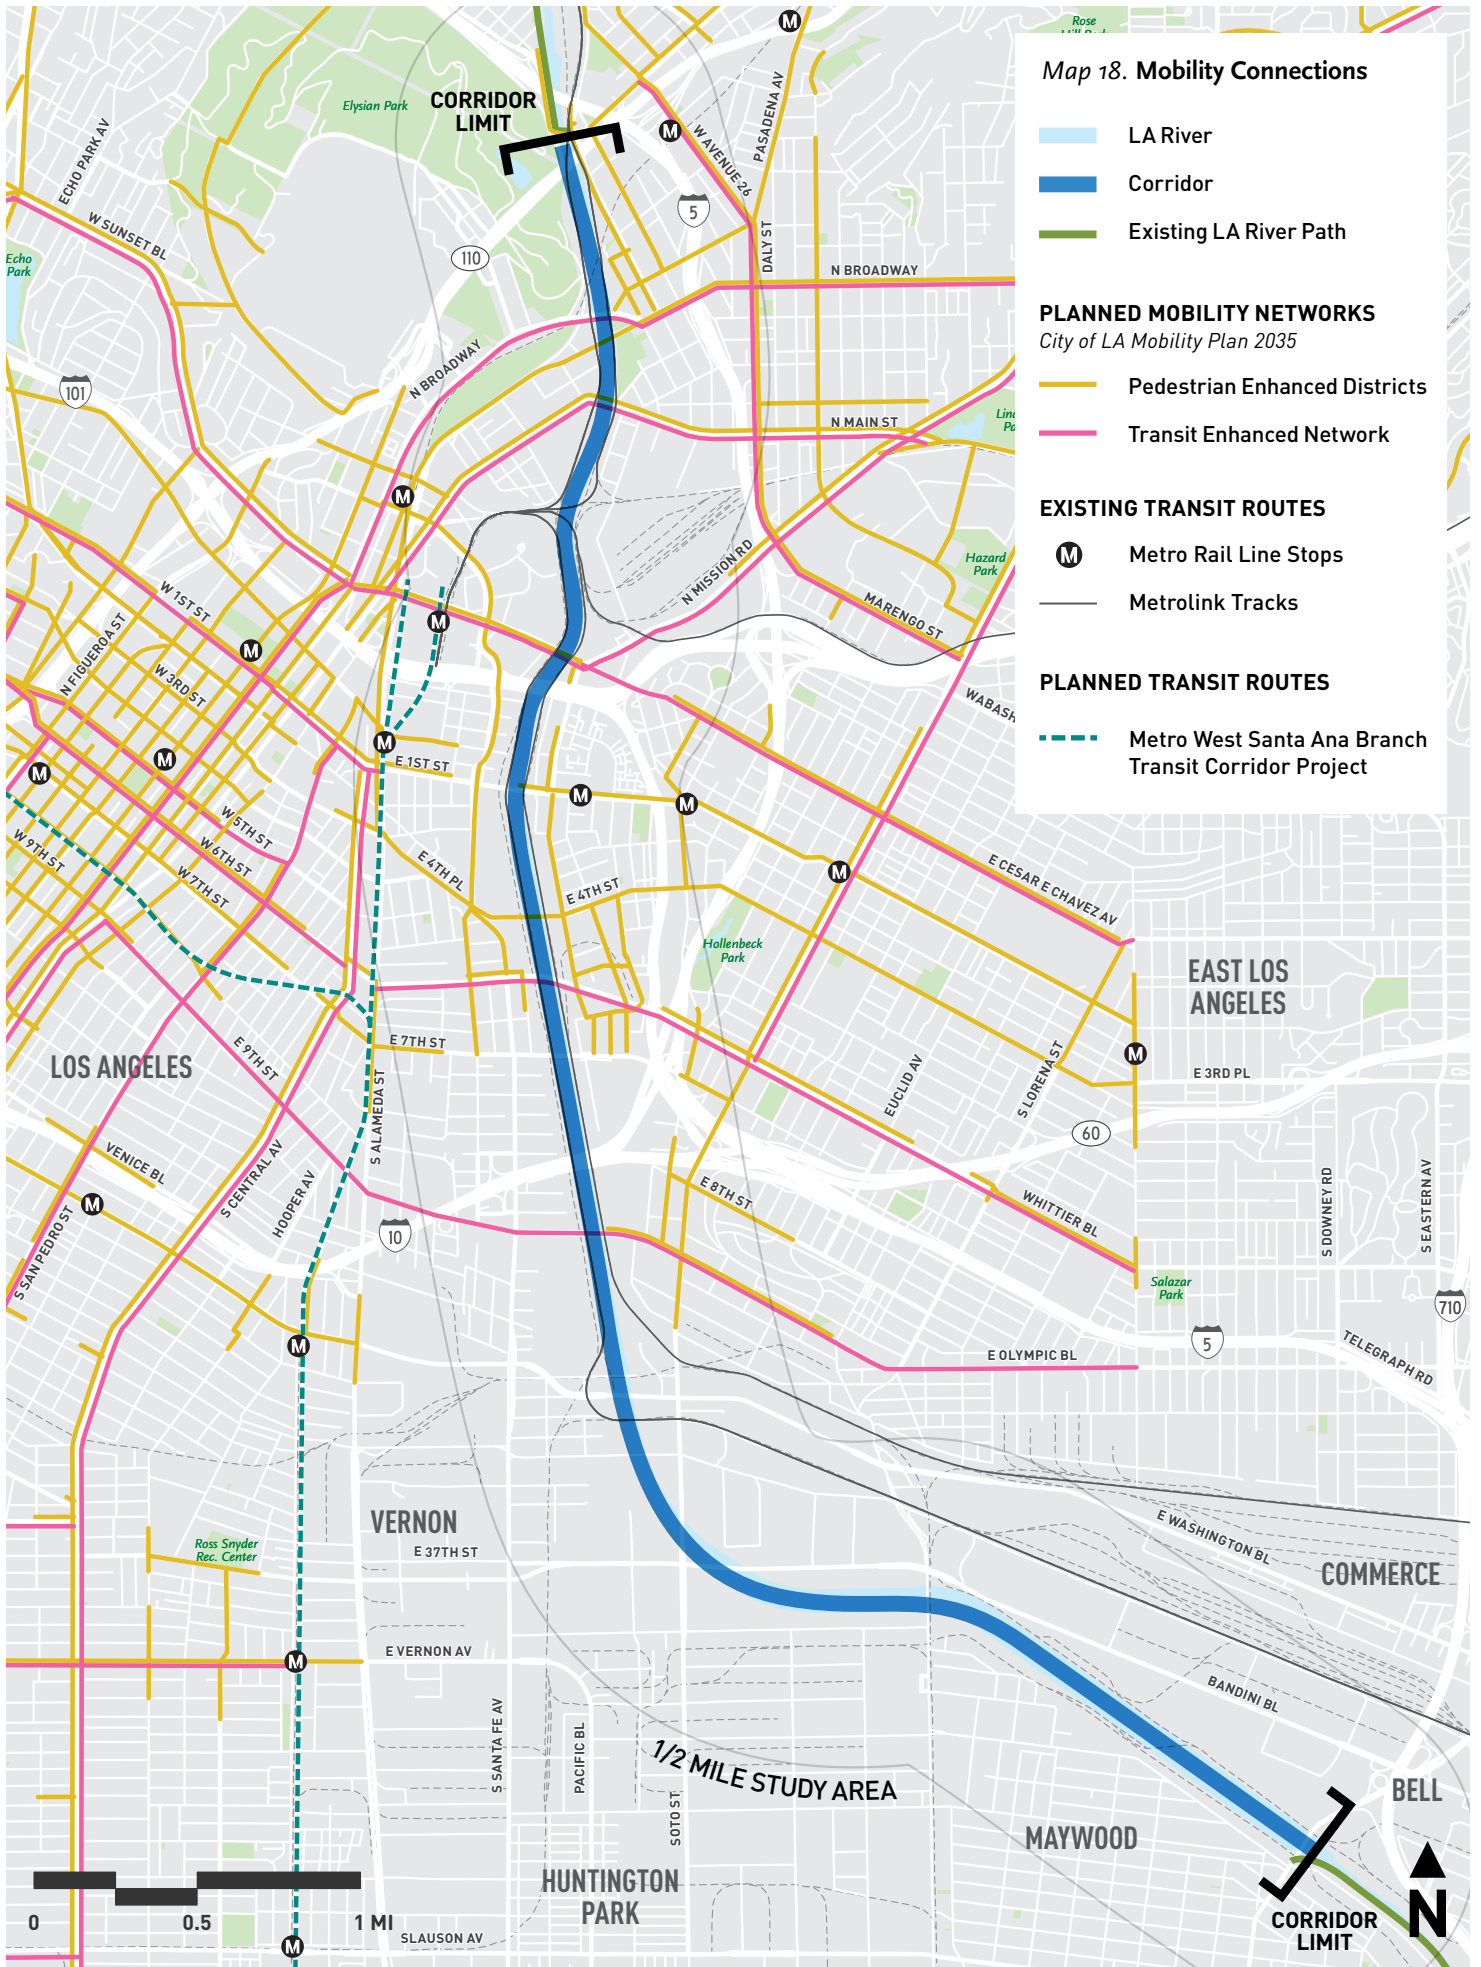 Map 18. Mobility Connections
LA River
Corridor
Existing LA River Path
PLANNED MOBILITY NETWORKS
City of LA Mobility Plan 2035
Pedestrian Enhanced Districts
Transit Enhanced Network
EXISTING TRANSIT ROUTES
M
Metro Rail Line Stops
Metrolink Tracks
PLANNED TRANSIT ROUTES
Metro West Santa Ana Branch
Transit Corridor Project
Rose
M
Elysian Park
CORRIDOR
LIMIT
M
W AVENUE 26
PASADENA AV
ECHO PARK AV
W SUNSET BL
5
DALY ST
Echo
Park
110
N BROADWAY
N BROADWAY
101
N MAIN ST
M
Hazard
Park
N MISSION RD
MARENGO ST
W 1ST ST
M
N FIGUEROA ST
M
W 3RD ST
WABASH
M
M
M
E 1ST ST
M
M
W 5TH ST
W 6TH ST
W 7TH ST
W 9TH ST
E 4TH PL
E 4TH ST
M
E CESAR E CHAVEZ AV
Hollenbeck
Park
EAST LOS
ANGELES
LOS ANGELES
E 9TH ST
E 7TH ST
M
E 3RD PL
EUCLID AV
S LORENA ST
60
S ALAMEDA ST
VENICE BL
S CENTRAL AV
HOOPER AV
M
S SAN PEDRO ST
10
E 8TH ST
WHITTIER BL
S DOWNEY RD
S EASTERN AV
Salazar
Park
710
M
5
E OLYMPIC BL
TELEGRAPH RD
VERNON
E 37TH ST
Ross Snyder
Rec. Center
E WASHINGTON BL
COMMERCE
M
E VERNON AV
S SANTA FE AV
PACIFIC BL
SOTO ST
1/2 MILE STUDY AREA
BANDINI BL
BELL
MAYWOOD
HUNTINGTON
PARK
0
0.5
1 MI
M
SLAUSON AV
CORRIDOR
LIMIT
N